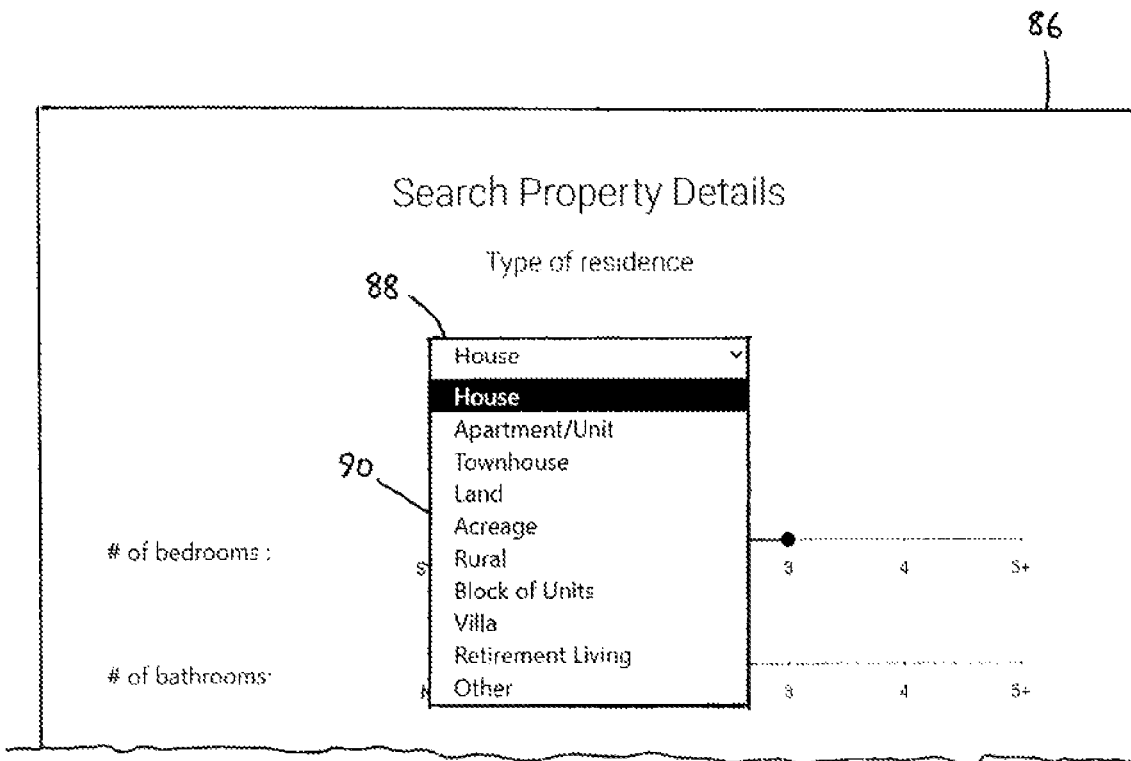 86
Search Property Details
Type of residence
88
House
House
Apartment/Unit
90
Townhouse
Land
Acreage
# of bedrooms :
Rural
S 3 4 5+
Block of Units
Villa
Retirement Living
# of bathrooms:
Other
N 3 4 5+